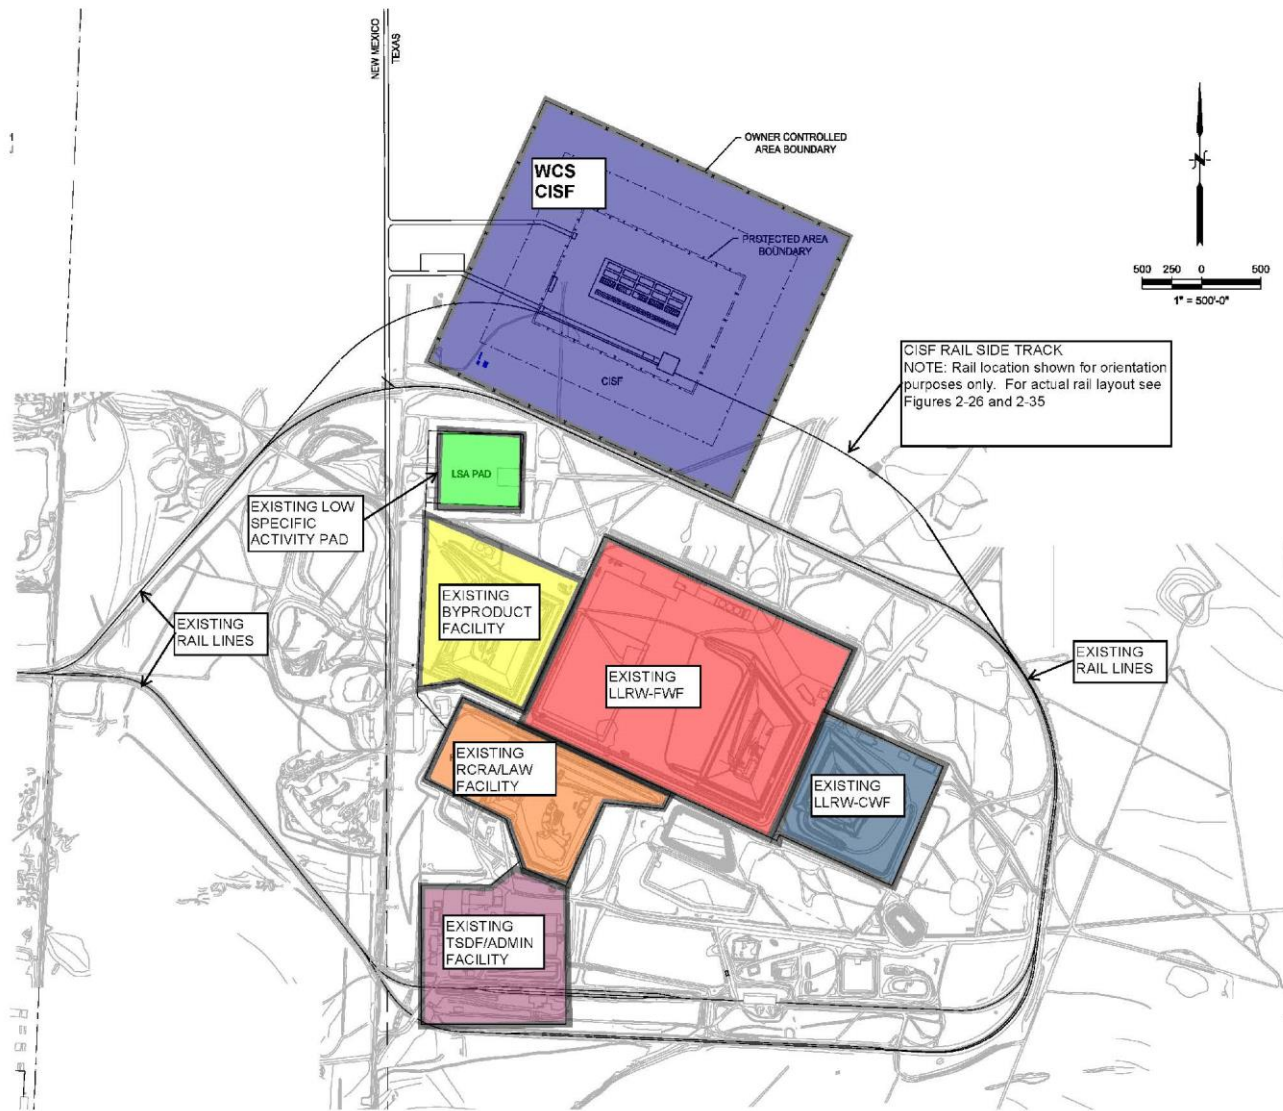 NEW MEXICO
TEXAS
OWNER CONTROLLED
AREA BOUNDARY
WCS
CISF
PROTECTED AREA
BOUNDARY
CISF
N
500 250 0 500
1" = 500'-0"
CISF RAIL SIDE TRACK
NOTE: Rail location shown for orientation
purposes only. For actual rail layout see
Figures 2-26 and 2-35
LSA PAD
EXISTING LOW
SPECIFIC
ACTIVITY PAD
EXISTING
BYPRODUCT
FACILITY
EXISTING
RAIL LINES
EXISTING
LLRW-FWF
EXISTING
RAIL LINES
EXISTING
RCRA/LAW
FACILITY
EXISTING
LLRW-CWF
EXISTING
TSDF/ADMIN
FACILITY